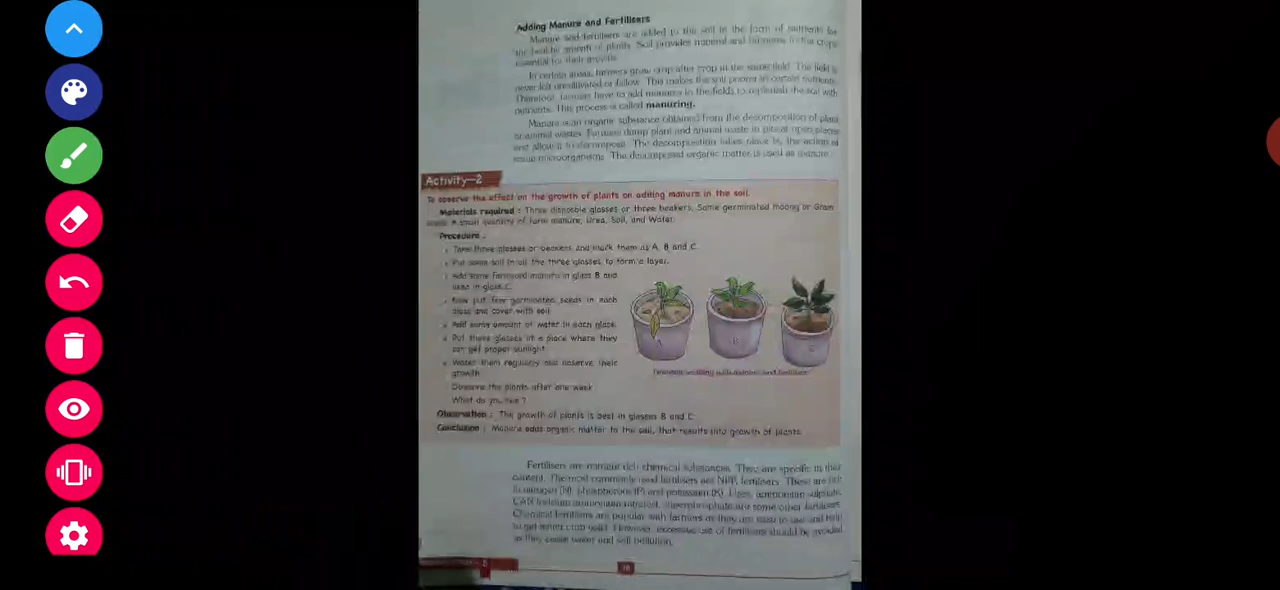 Adding Manure and Fertilisers
Manure and fertilisers are added to the soil in the form of nutrients for
the healthy growth of plants. Soil provides mineral and nutrients to the crops
essential for their growth.
In certain areas, farmers grow crop after crop in the same field. The field is
never left uncultivated or fallow. This makes the soil poorer in certain nutrients.
Therefore, farmers have to add manures in the fields to replenish the soil with
nutrients. This process is called manuring.
Manure is an organic substance obtained from the decomposition of plant
or animal wastes. Farmers dump plant and animal waste in pits at open places
and allow it to decompose. The decomposition takes place by the action of
some microorganisms. The decomposed organic matter is used as manure.
Activity—2
To observe the effect on the growth of plants on adding manure in the soil.
Materials required : Three disposable glasses or three beakers, Some germinated moong or Gram
seeds A small quantity of farm manure, Urea, Soil, and Water.
Procedure :
Take three glasses or beakers and mark them as A, B and C.
Put some soil in all the three glasses to form a layer.
Add some farmyard manure in glass B and
urea in glass C.
Now put few germinated seeds in each
glass and cover with soil.
Add same amount of water in each glass.
Put these glasses at a place where they
can get proper sunlight.
Water them regularly and observe their
growth.
Observe the plants after one week
What do you see ?
A
B
C
seedling with manure and fertiliser
Observation : The growth of plants is best in glasses B and C.
Conclusion : Manure adds organic matter to the soil, that results into growth of plants.
Fertilisers are nutrient rich chemical substances. They are specific in their
content. The most commonly used fertilisers are NPK fertilisers. These are rich
in nitrogen (N), phosphorous (P) and potassium (K). Urea, ammonium sulphate,
CAN (calcium ammonium nitrate), superphosphate are some other fertilisers.
Chemical fertilisers are popular with farmers as they are easy to use and help
to get better crop yield. However, excessive use of fertilisers should be avoided
as they cause water and soil pollution.
8